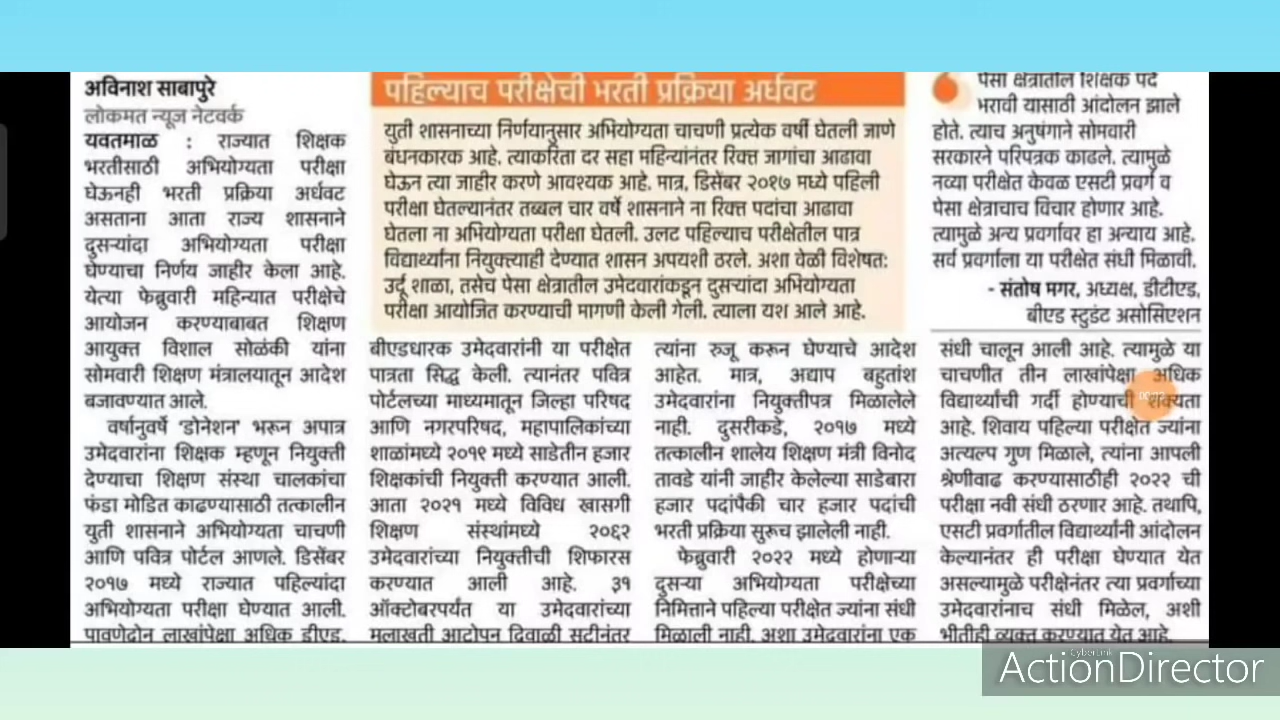 अविनाश साबापुरे
लोकमत न्यूज नेटवर्क
यवतमाळ : राज्यात शिक्षक
भरतीसाठी अभियोग्यता परीक्षा
घेऊनही भरती प्रक्रिया अर्धवट
असताना आता राज्य शासनाने
दुसऱ्यांदा अभियोग्यता परीक्षा
घेण्याचा निर्णय जाहीर केला आहे.
येत्या फेब्रुवारी महिन्यात परीक्षेचे
आयोजन करण्याबाबत शिक्षण
आयुक्त विशाल सोळंकी यांना
सोमवारी शिक्षण मंत्रालयातून आदेश
बजावण्यात आले.
वर्षानुवर्षे 'डोनेशन' भरून अपात्र
उमेदवारांना शिक्षक म्हणून नियुक्ती
देण्याचा शिक्षण संस्था चालकांचा
फंडा मोडित काढण्यासाठी तत्कालीन
युती शासनाने अभियोग्यता चाचणी
आणि पवित्र पोर्टल आणले. डिसेंबर
२०१७ मध्ये राज्यात पहिल्यांदा
अभियोग्यता परीक्षा घेण्यात आली.
पावणेदोन लाखांपेक्षा अधिक डीएड,
पहिल्याच परीक्षेची भरती प्रक्रिया अर्धवट
युती शासनाच्या निर्णयानुसार अभियोग्यता चाचणी प्रत्येक वर्षी घेतली जाणे
बंधनकारक आहे. त्याकरिता दर सहा महिन्यांनंतर रिक्त जागांचा आढावा
घेऊन त्या जाहीर करणे आवश्यक आहे. मात्र, डिसेंबर २०१७ मध्ये पहिली
परीक्षा घेतल्यानंतर तब्बल चार वर्षे शासनाने ना रिक्त पदांचा आढावा
घेतला ना अभियोग्यता परीक्षा घेतली. उलट पहिल्याच परीक्षेतील पात्र
विद्यार्थ्यांना नियुक्त्याही देण्यात शासन अपयशी ठरले. अशा वेळी विशेषत:
उर्दू शाळा, तसेच पेसा क्षेत्रातील उमेदवारांकडून दुसऱ्यांदा अभियोग्यता
परीक्षा आयोजित करण्याची मागणी केली गेली. त्याला यश आले आहे.
बीएडधारक उमेदवारांनी या परीक्षेत
पात्रता सिद्ध केली. त्यानंतर पवित्र
पोर्टलच्या माध्यमातून जिल्हा परिषद
आणि नगरपरिषद, महापालिकांच्या
शाळांमध्ये २०१९ मध्ये साडेतीन हजार
शिक्षकांची नियुक्ती करण्यात आली.
आता २०२१ मध्ये विविध खासगी
शिक्षण संस्थांमध्ये २०६२
उमेदवारांच्या नियुक्तीची शिफारस
करण्यात आली आहे. ३१
ऑक्टोबरपर्यंत या उमेदवारांच्या
मुलाखती आटोपून दिवाळी सुटीनंतर
त्यांना रुजू करून घेण्याचे आदेश
आहेत. मात्र, अद्याप बहुतांश
उमेदवारांना नियुक्तीपत्र मिळालेले
नाही. दुसरीकडे, २०१७ मध्ये
तत्कालीन शालेय शिक्षण मंत्री विनोद
तावडे यांनी जाहीर केलेल्या साडेबारा
हजार पदांपैकी चार हजार पदांची
भरती प्रक्रिया सुरूच झालेली नाही.
फेब्रुवारी २०२२ मध्ये होणाऱ्या
दुसऱ्या अभियोग्यता परीक्षेच्या
निमित्ताने पहिल्या परीक्षेत ज्यांना संधी
मिळाली नाही, अशा उमेदवारांना एक
पेसा क्षेत्रातील शिक्षक पदे
भरावी यासाठी आंदोलन झाले
होते. त्याच अनुषंगाने सोमवारी
सरकारने परिपत्रक काढले. त्यामुळे
नव्या परीक्षेत केवळ एसटी प्रवर्ग व
पेसा क्षेत्राचाच विचार होणार आहे.
त्यामुळे अन्य प्रवर्गावर हा अन्याय आहे.
सर्व प्रवर्गाला या परीक्षेत संधी मिळावी.
- संतोष मगर, अध्यक्ष, डीटीएड,
बीएड स्टुडंट असोसिएशन
संधी चालून आली आहे. त्यामुळे या
चाचणीत तीन लाखांपेक्षा अधिक
विद्यार्थ्यांची गर्दी होण्याची शक्यता
आहे. शिवाय पहिल्या परीक्षेत ज्यांना
अत्यल्प गुण मिळाले, त्यांना आपली
श्रेणीवाढ करण्यासाठीही २०२२ ची
परीक्षा नवी संधी ठरणार आहे. तथापि,
एसटी प्रवर्गातील विद्यार्थ्यांनी आंदोलन
केल्यानंतर ही परीक्षा घेण्यात येत
असल्यामुळे परीक्षेनंतर त्या प्रवर्गाच्या
उमेदवारांनाच संधी मिळेल, अशी
भीतीही व्यक्त करण्यात येत आहे.
CyberLink
ActionDirector